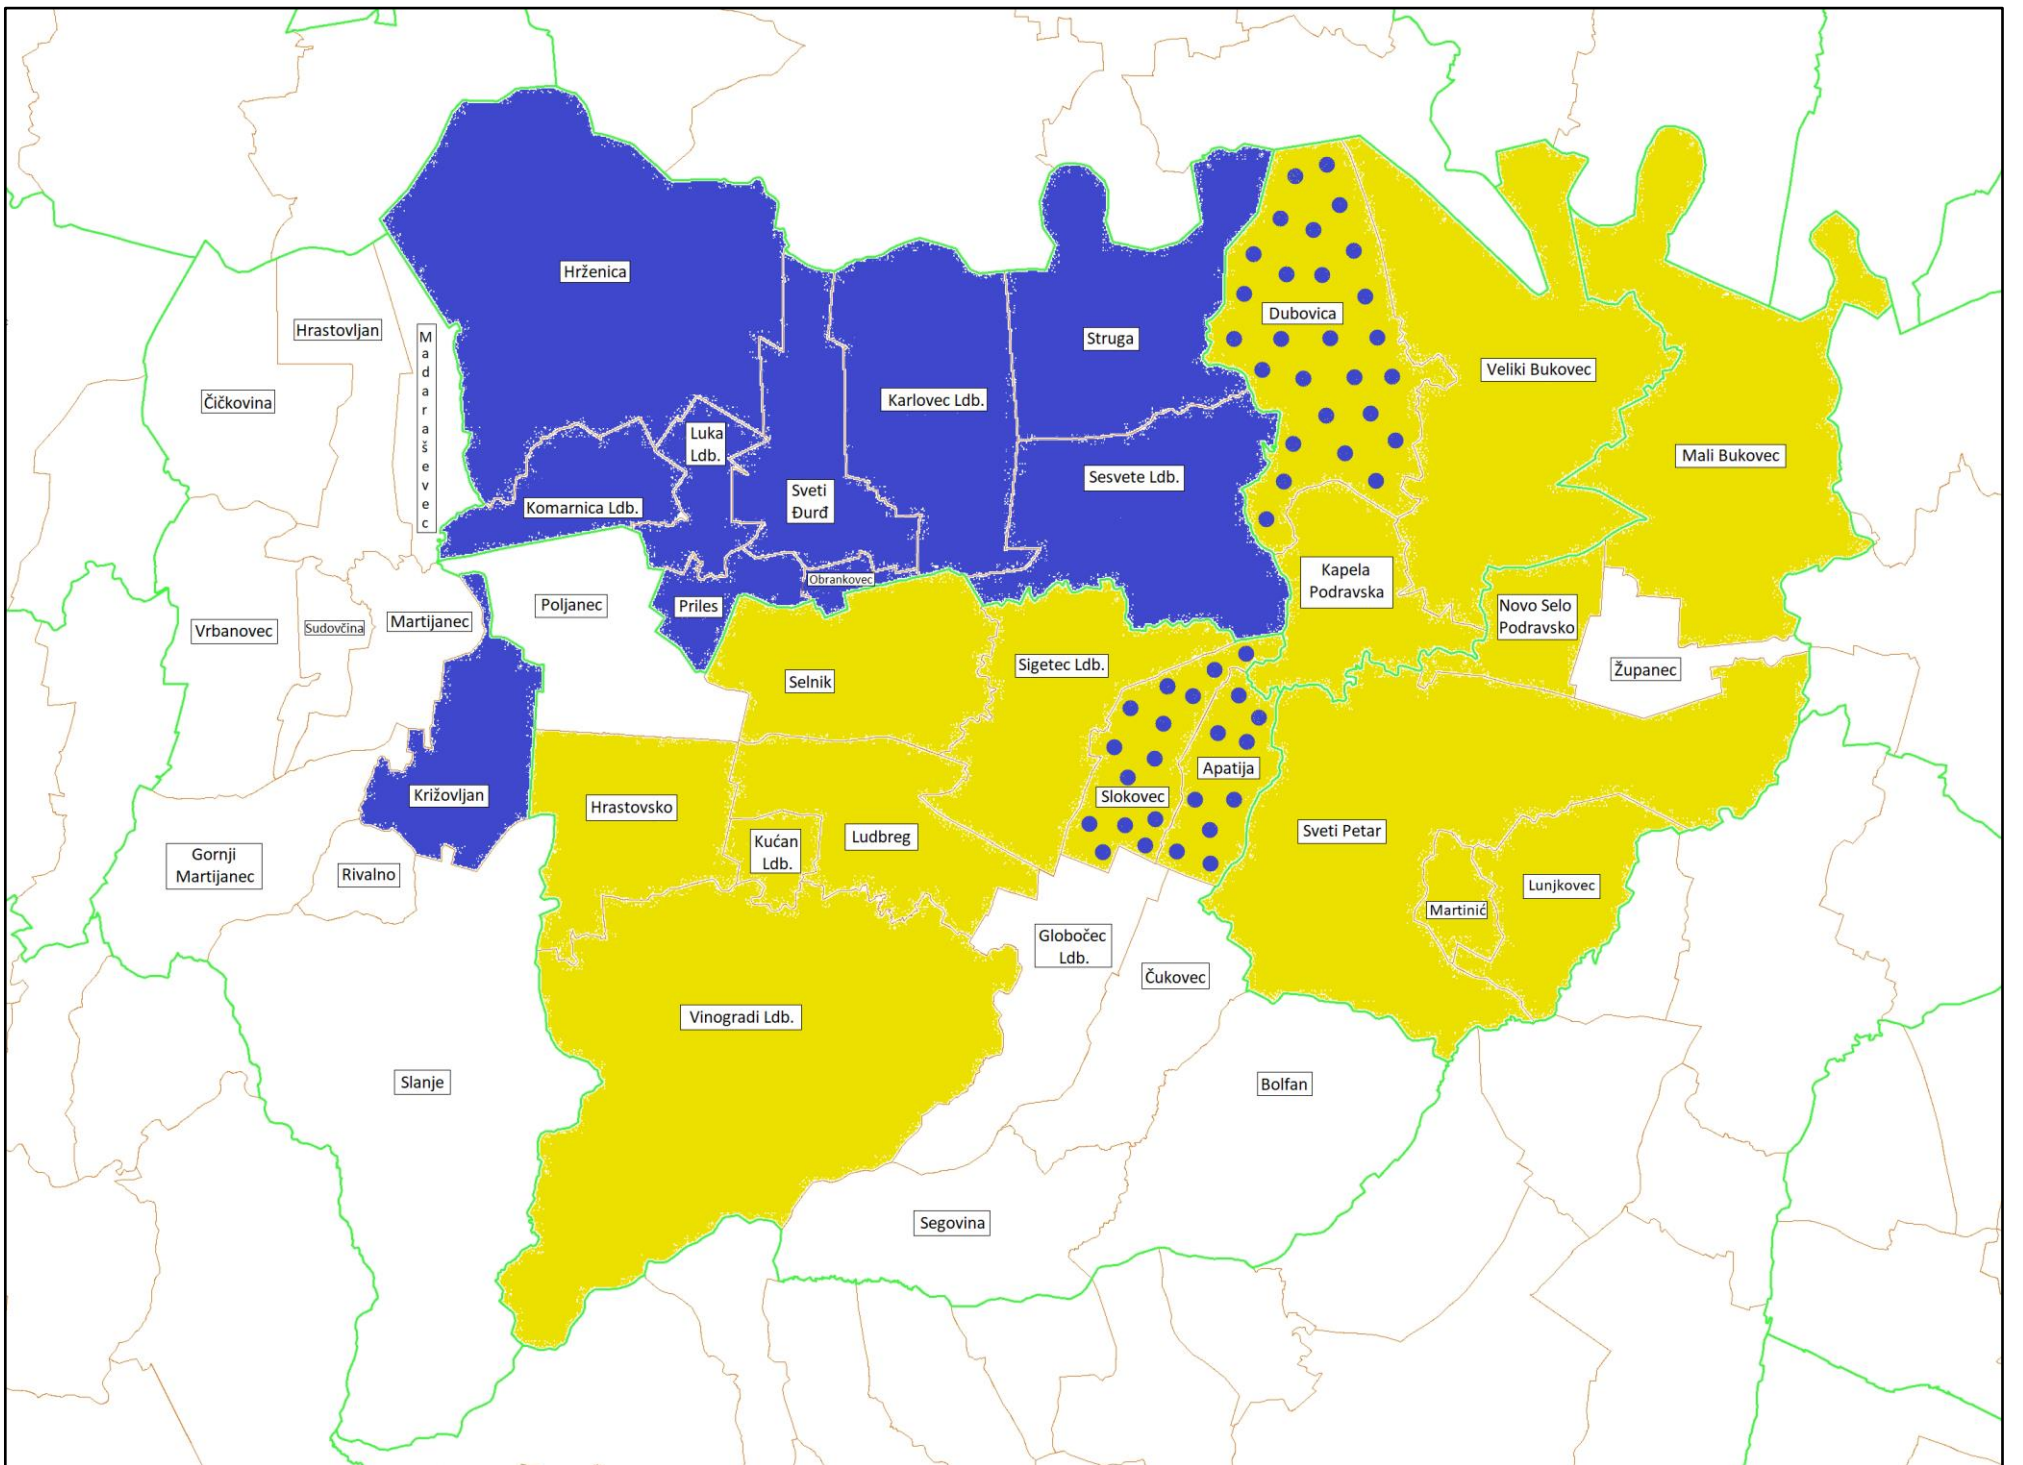 Hrženica
Hrastovljan
Dubovica
M
a
d
a
r
a
š
e
v
e
c
Struga
Veliki Bukovec
Čičkovina
Karlovec Ldb.
Luka
Ldb.
Mali Bukovec
Sesvete Ldb.
Sveti
Đurđ
Komarnica Ldb.
Kapela
Podravska
Obrankovec
Poljanec
Priles
Novo Selo
Podravsko
Martijanec
Vrbanovec
Sudovčina
Sigetec Ldb.
Županec
Selnik
Apatija
Križovljan
Slokovec
Hrastovsko
Sveti Petar
Ludbreg
Kućan
Ldb.
Gornji
Martijanec
Rivalno
Lunjkovec
Martinić
Globočec
Ldb.
Čukovec
Vinogradi Ldb.
Slanje
Bolfan
Segovina